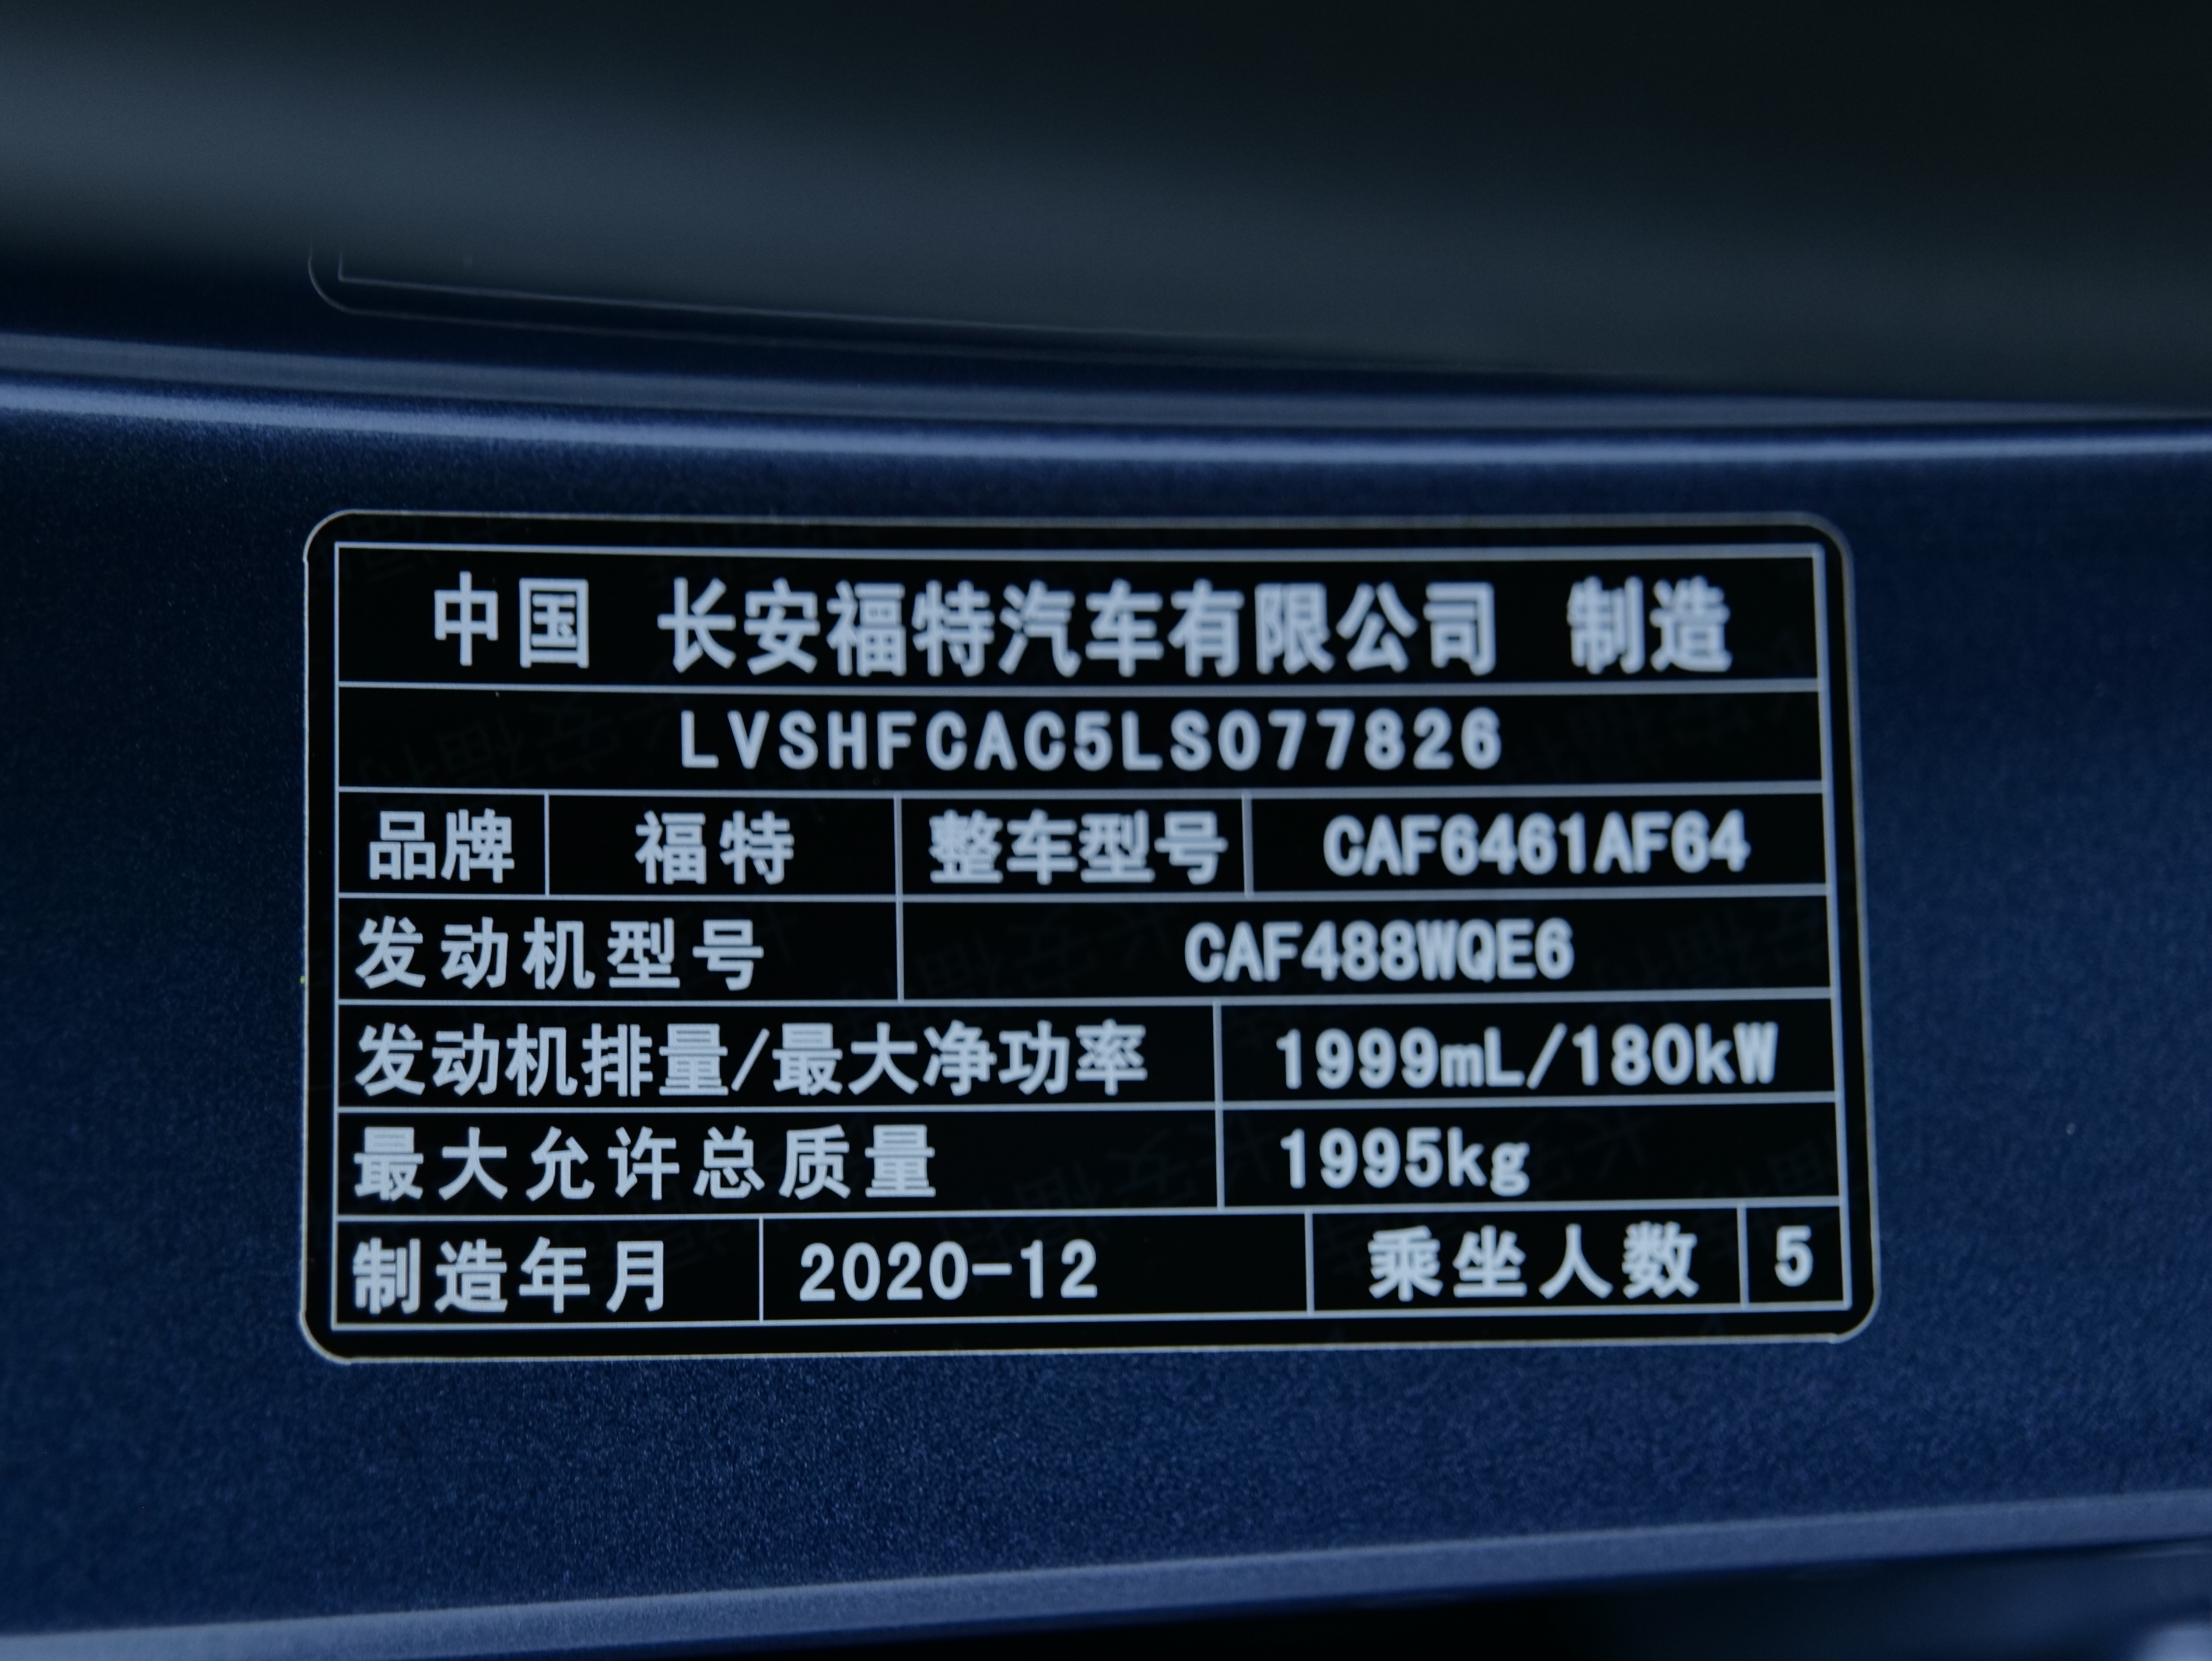 中国 长安福特汽车有限公司 制造
LVSHFCAC5LS077826
品牌 福特 整车型号 CAF6461AF64
发动机型号 CAF488WQE6
发动机排量/最大净功率 1999mL/180kW
最大允许总质量 1995kg
制造年月 2020-12 乘坐人数 5